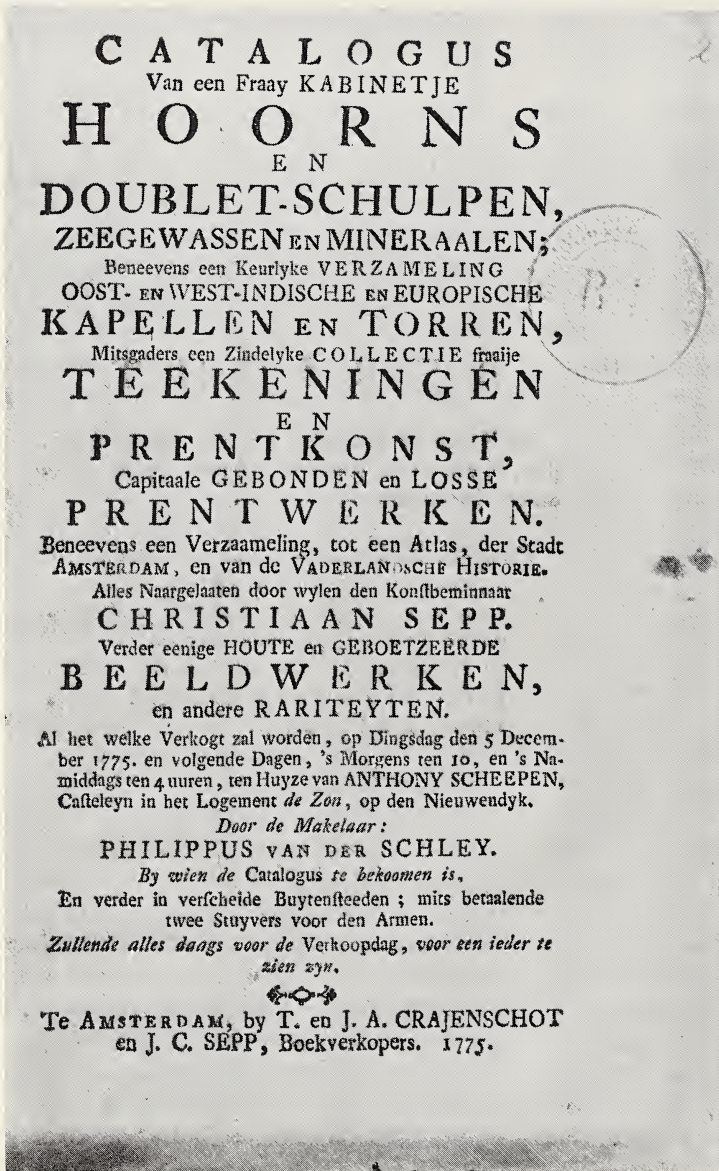 CATALOGUS
Van een Fraay KABINETJE
HOORNS
EN
DOUBLET-SCHULPEN,
ZEEGEWASSEN EN MINERAALEN;
Beneevens een Keurlyke VERZAMELING
OOST- EN WEST-INDISCHE EN EUROPISCHE
KAPELLEN EN TORREN,
Mitsgaders een Zindelyke COLLECTIE fraaije
TEEKENINGEN
EN
PRENTKONST,
Capitaale GEBONDEN en LOSSE
PRENTWERKEN.
Beneevens een Verzaameling, tot een Atlas, der Stadt
AMSTERDAM, en van de VADERLANDSCHE HISTORIE.
Alles Naargelaaten door wylen den Konſtbeminnaar
CHRISTIAAN SEPP.
Verder eenige HOUTE en GEBOETZEERDE
BEELDWERKEN,
en andere RARITEYTEN.
Al het welke Verkogt zal worden, op Dingsdag den 5 Decem-
ber 1775. en volgende Dagen, 's Morgens ten 10, en 's Na-
middags ten 4 uuren, ten Huyze van ANTHONY SCHEEPEN,
Caſteleyn in het Logement de Zon, op den Nieuwendyk.
Door de Makelaar:
PHILIPPUS VAN DER SCHLEY.
By wien de Catalogus te bekoomen is,
En verder in verſcheide Buytenſteeden; mits betaalende
twee Stuyvers voor den Armen.
Zullende alles daags voor de Verkoopdag, voor een ieder te
zien zyn.
Te AMSTERDAM, by T. en J. A. CRAJENSCHOT
en J. C. SEPP, Boekverkopers. 1775.